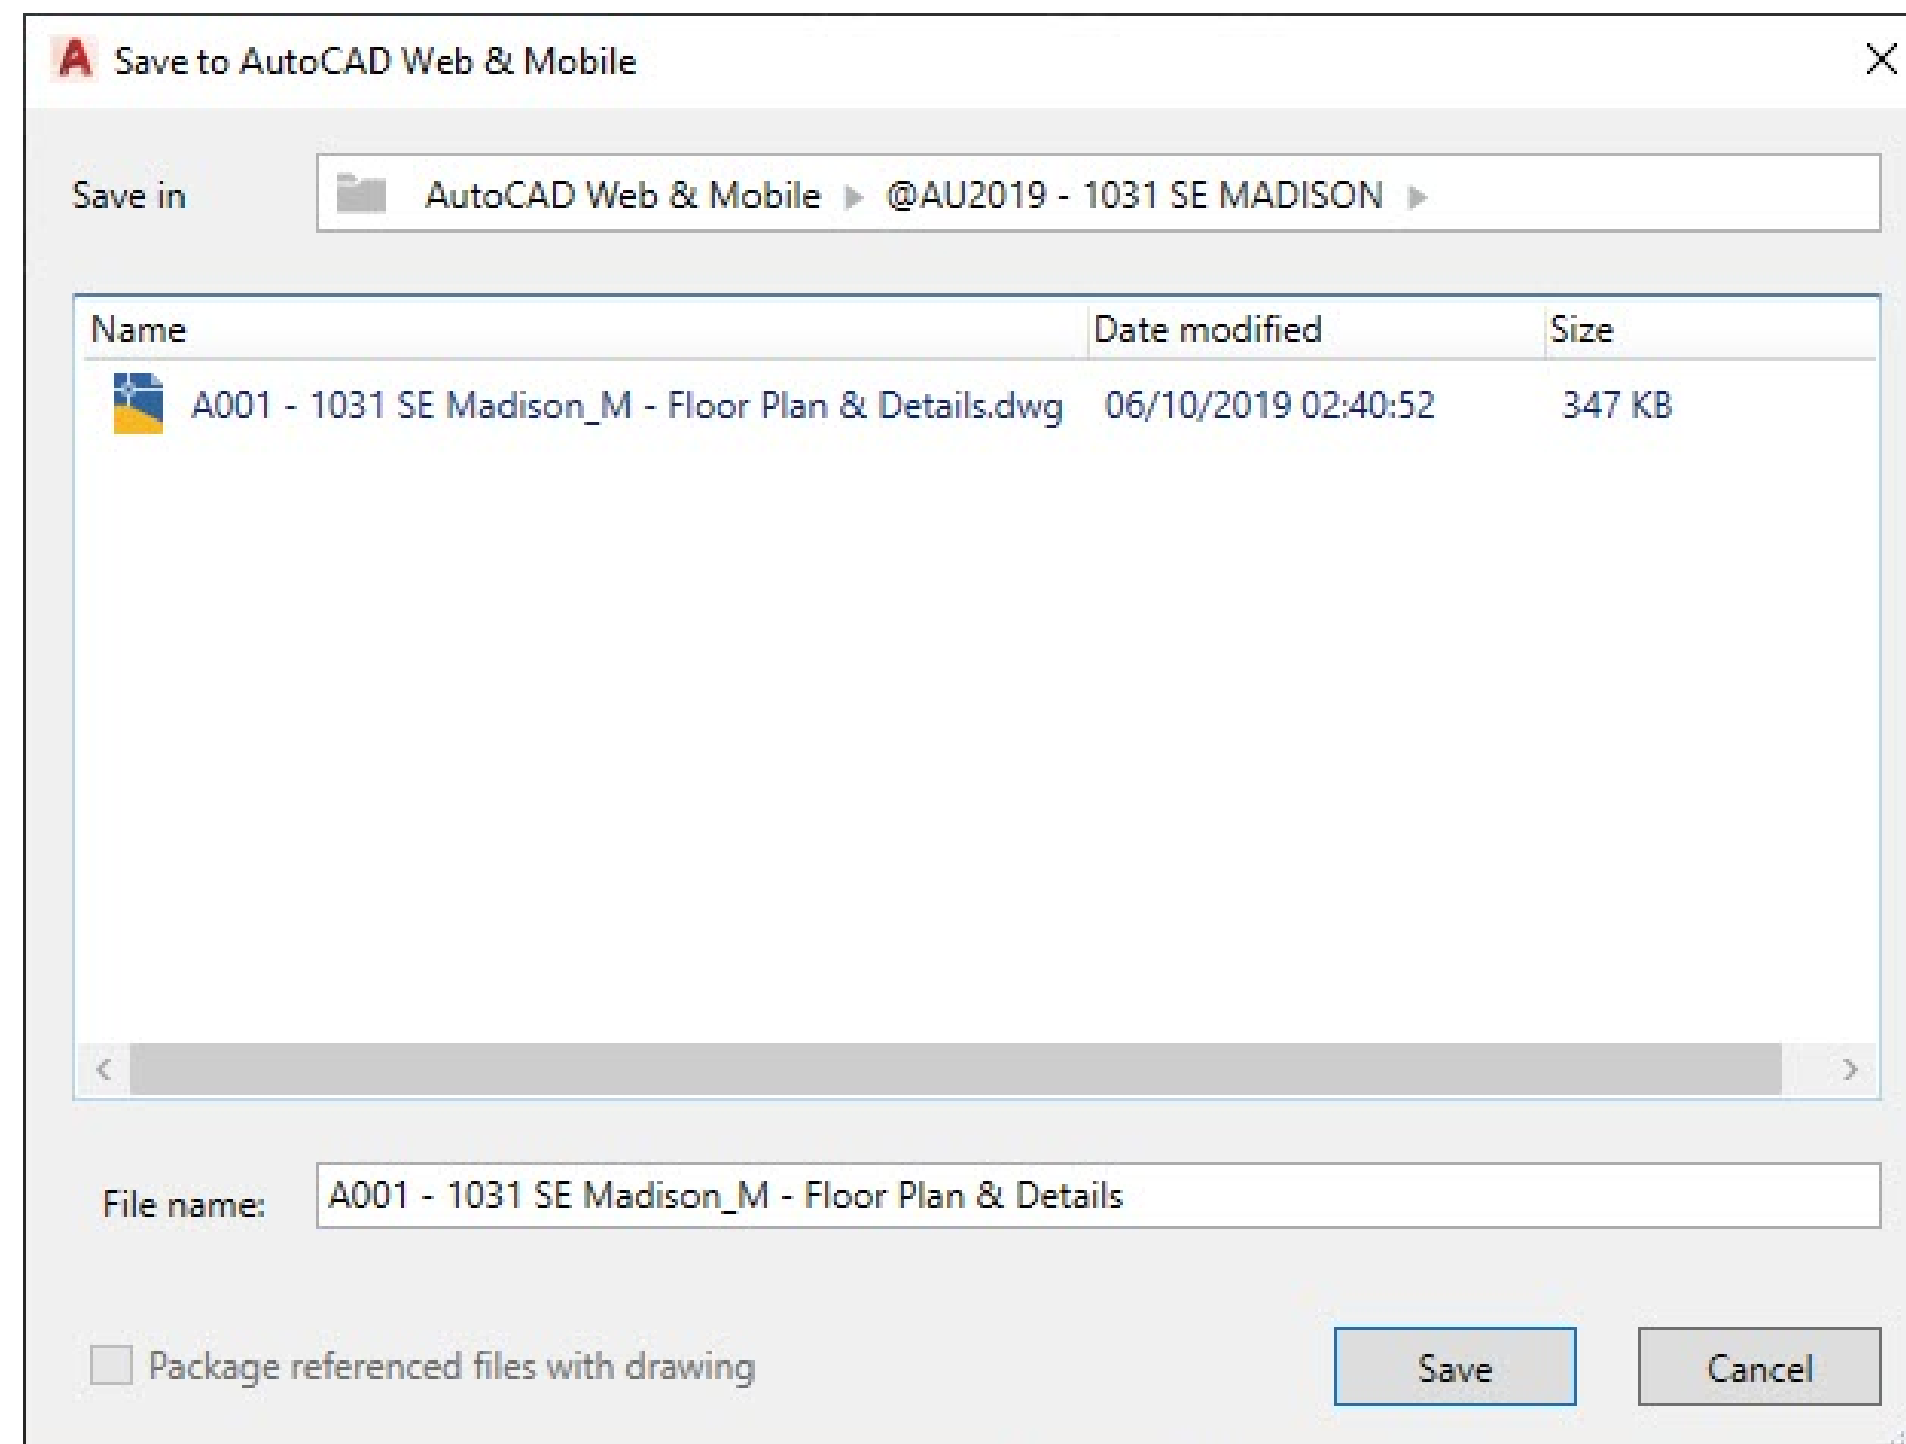 Save to AutoCAD Web & Mobile
Save in AutoCAD Web & Mobile @AU2019 - 1031 SE MADISON
Name Date modified Size
A001 - 1031 SE Madison_M - Floor Plan & Details.dwg 06/10/2019 02:40:52 347 KB
File name: A001 - 1031 SE Madison_M - Floor Plan & Details
Package referenced files with drawing Save Cancel